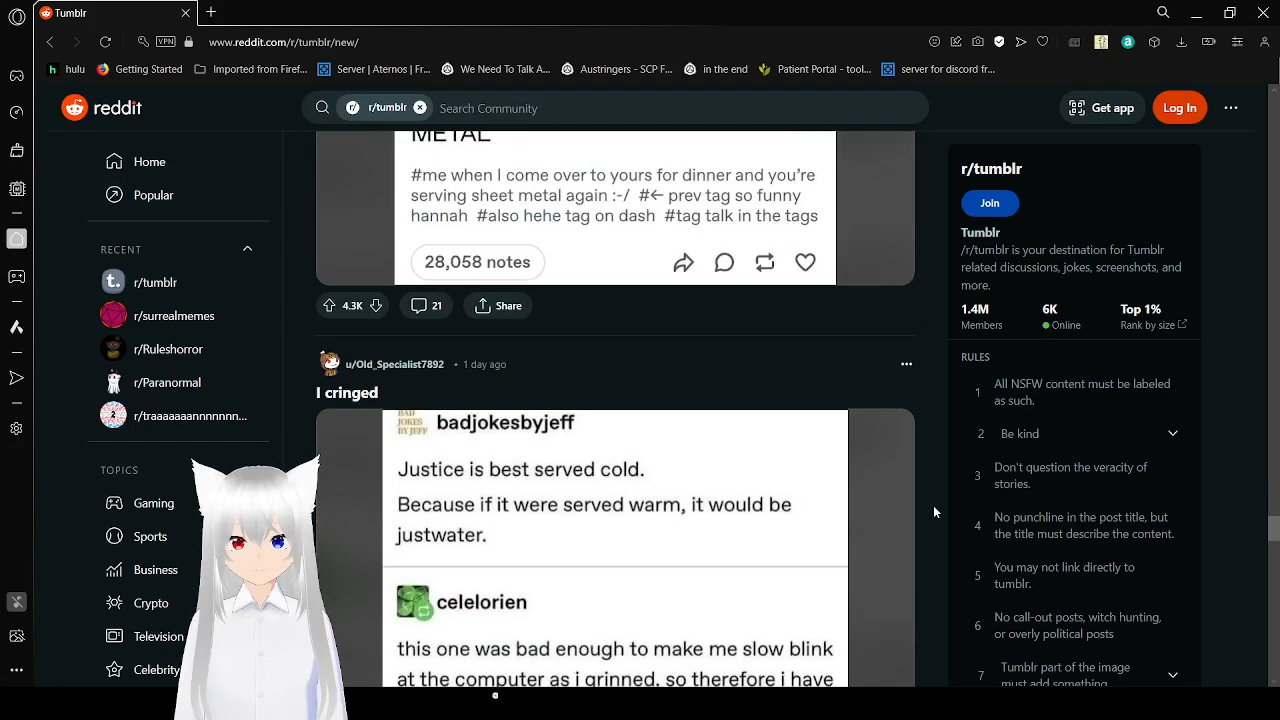 Tumblr
VPN
www.reddit.com/r/tumblr/new/
hulu
Getting Started
Imported from Firef...
Server | Aternos | Fr...
We Need To Talk A...
Austringers - SCP F...
in the end
Patient Portal - tool...
server for discord fr...
reddit
r/ r/tumblr
Search Community
Get app
Log In
Home
Popular
RECENT
r/tumblr
r/surrealmemes
r/Ruleshorror
r/Paranormal
r/traaaaaaannnnnnn...
TOPICS
Gaming
Sports
Business
Crypto
Television
Celebrity
METAL
#me when I come over to yours for dinner and you're
serving sheet metal again :-/ #← prev tag so funny
hannah #also hehe tag on dash #tag talk in the tags
28,058 notes
4.3K
21
Share
u/Old_Specialist7892 • 1 day ago
I cringed
BAD
JOKES
BY JEFF
badjokesbyjeff
Justice is best served cold.
Because if it were served warm, it would be
justwater.
celelorien
this one was bad enough to make me slow blink
at the computer as i grinned. so therefore i have
r/tumblr
Join
Tumblr
/r/tumblr is your destination for Tumblr
related discussions, jokes, screenshots, and
more.
1.4M
Members
6K
Online
Top 1%
Rank by size
RULES
1 All NSFW content must be labeled
as such.
2 Be kind
3 Don't question the veracity of
stories.
4 No punchline in the post title, but
the title must describe the content.
5 You may not link directly to
tumblr.
6 No call-out posts, witch hunting,
or overly political posts
7 Tumblr part of the image
must add something